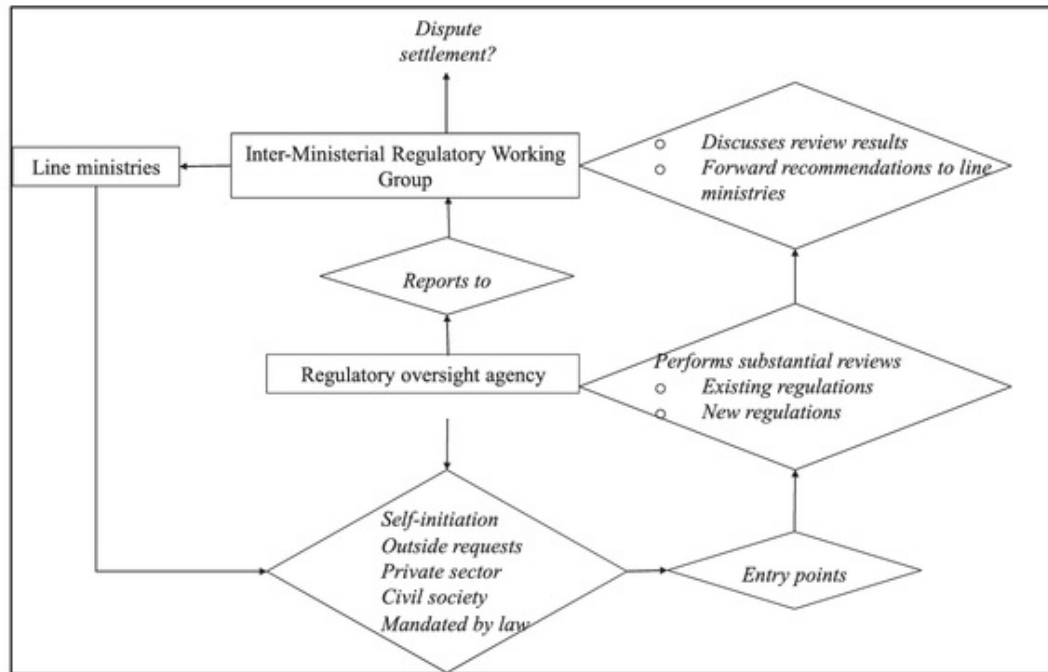 Dispute
settlement?
Line ministries
Inter-Ministerial Regulatory Working
Group
○ Discusses review results
○ Forward recommendations to line
ministries
Reports to
Regulatory oversight agency
Performs substantial reviews
○ Existing regulations
○ New regulations
Self-initiation
Outside requests
Private sector
Civil society
Mandated by law
Entry points